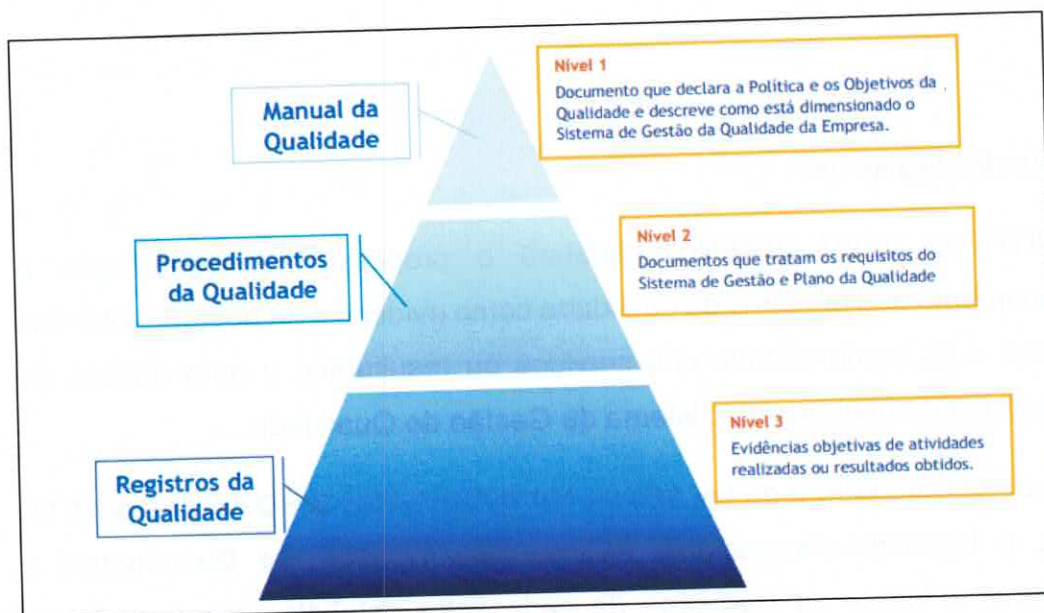 Manual da
Qualidade
Nível 1
Documento que declara a Política e os Objetivos da
Qualidade e descreve como está dimensionado o
Sistema de Gestão da Qualidade da Empresa.
Procedimentos
da Qualidade
Nível 2
Documentos que tratam os requisitos do
Sistema de Gestão e Plano da Qualidade
Registros da
Qualidade
Nível 3
Evidências objetivas de atividades
realizadas ou resultados obtidos.